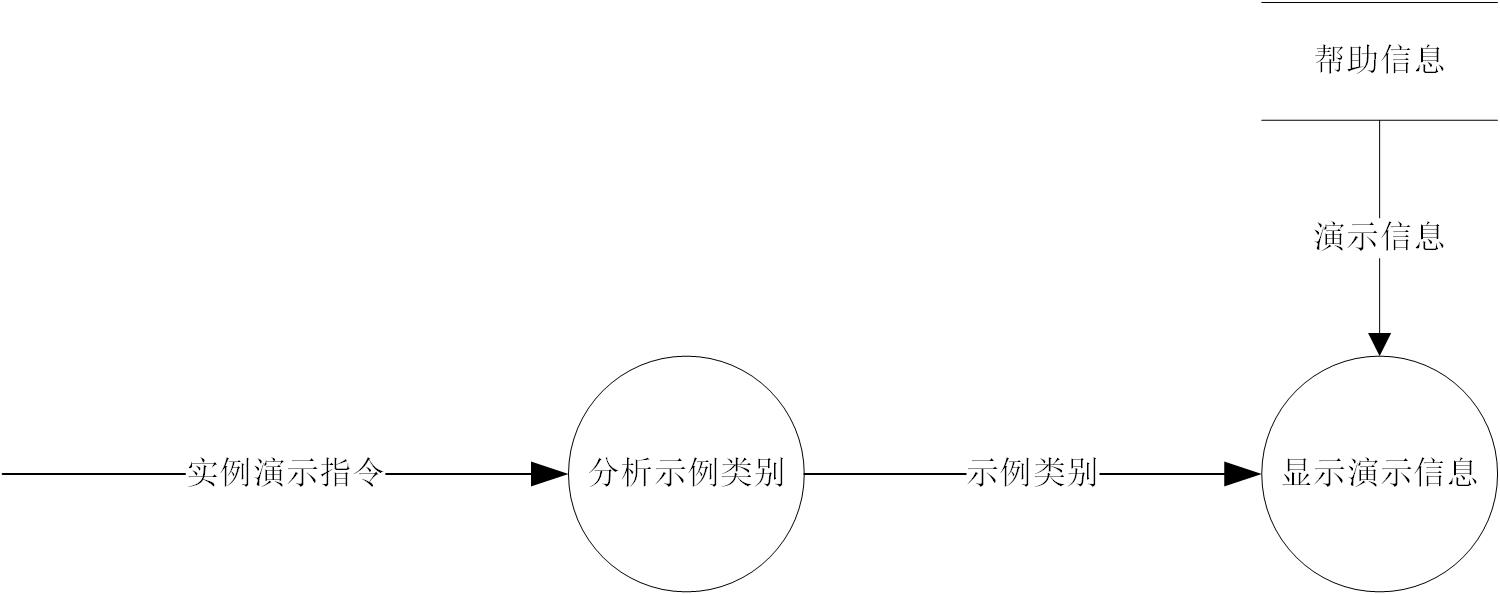 帮助信息
演示信息
实例演示指令
分析示例类别
示例类别
显示演示信息